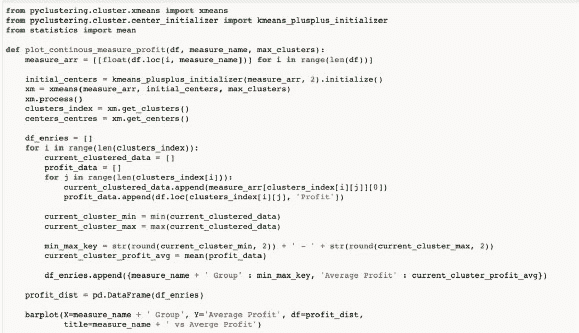 from pyclustering.cluster.xmeans import xmeans
from pyclustering.cluster.center_initializer import kmeans_plusplus_initializer
from statistics import mean

def plot_continous_measure_profit(df, measure_name, max_clusters):
    measure_arr = [[float(df.loc[i, measure_name])] for i in range(len(df))]

    initial_centers = kmeans_plusplus_initializer(measure_arr, 2).initialize()
    xm = xmeans(measure_arr, initial_centers, max_clusters)
    xm.process()
    clusters_index = xm.get_clusters()
    centers_centres = xm.get_centers()

    df_enries = []
    for i in range(len(clusters_index)):
        current_clustered_data = []
        profit_data = []
        for j in range(len(clusters_index[i])):
            current_clustered_data.append(measure_arr[clusters_index[i][j]][0])
            profit_data.append(df.loc[clusters_index[i][j], 'Profit'])

        current_cluster_min = min(current_clustered_data)
        current_cluster_max = max(current_clustered_data)

        min_max_key = str(round(current_cluster_min, 2)) + ' - ' + str(round(current_cluster_max, 2))
        current_cluster_profit_avg = mean(profit_data)

        df_enries.append({measure_name + ' Group' : min_max_key, 'Average Profit' : current_cluster_profit_avg})

    profit_dist = pd.DataFrame(df_enries)

    barplot(X=measure_name + ' Group', Y='Average Profit', df=profit_dist,
            title=measure_name + ' vs Averge Profit')